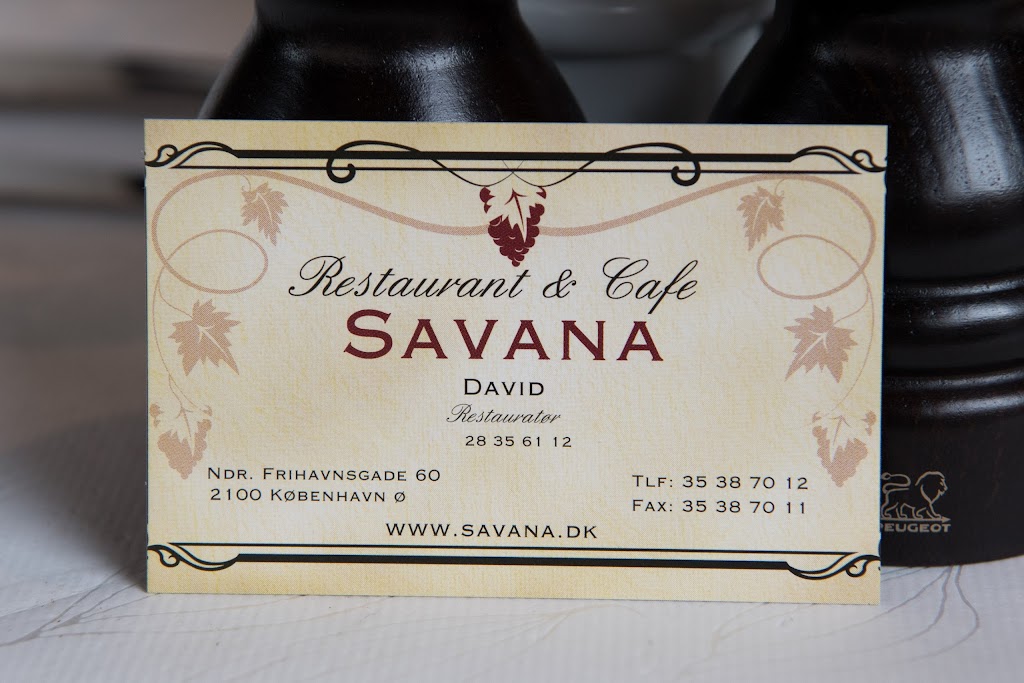 Restaurant & Cafe
SAVANA
DAVID
Restauratør
28 35 61 12
NDR. FRIHAVNSGADE 60
2100 KØBENHAVN Ø
TLF: 35 38 70 12
FAX: 35 38 70 11
WWW.SAVANA.DK
PEUGEOT